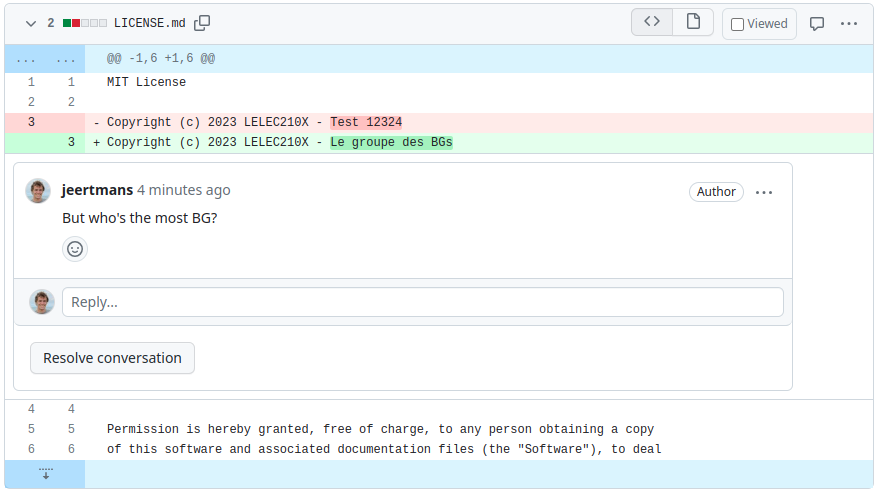 2 LICENSE.md Viewed
... ... @@ -1,6 +1,6 @@
1 1 MIT License
2 2
3 - Copyright (c) 2023 LELEC210X - Test 12324
3 + Copyright (c) 2023 LELEC210X - Le groupe des BGs
jeertmans 4 minutes ago Author
But who's the most BG?
Reply...
Resolve conversation
4 4
5 5 Permission is hereby granted, free of charge, to any person obtaining a copy
6 6 of this software and associated documentation files (the "Software"), to deal